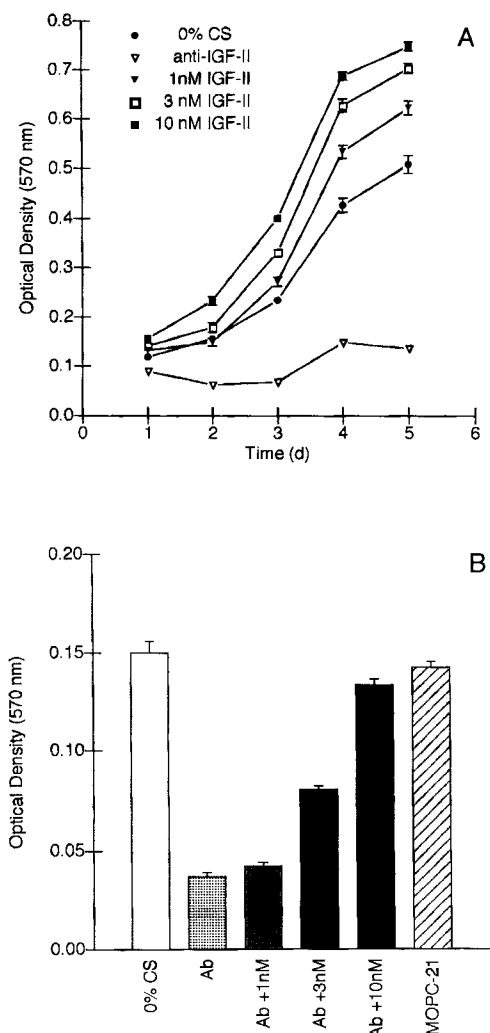 A
0% CS
anti-IGF-II
1nM IGF-II
3 nM IGF-II
10 nM IGF-II
Optical Density (570 nm)
0.8
0.7
0.6
0.5
0.4
0.3
0.2
0.1
0.0
0 1 2 3 4 5 6
Time (d)
B
Optical Density (570 nm)
0.20
0.15
0.10
0.05
0.00
0% CS
Ab
Ab +1nM
Ab +3nM
Ab +10nM
MOPC-21